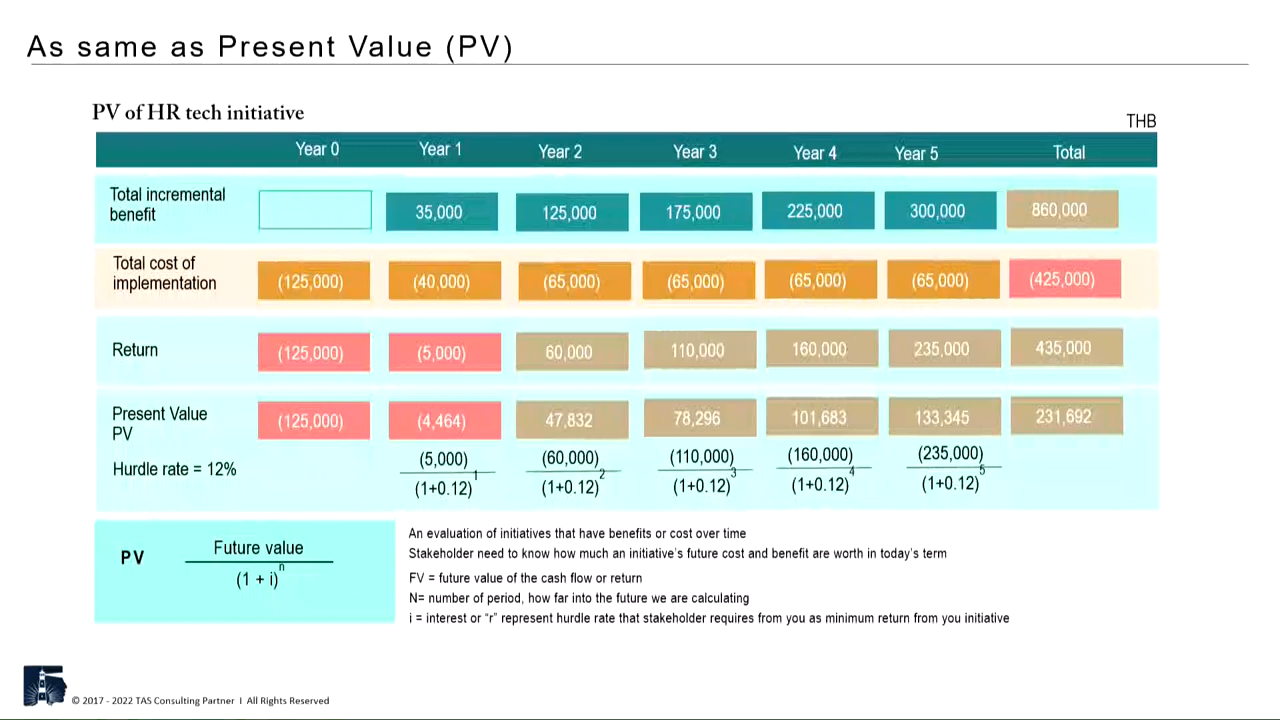 As same as Present Value (PV)
PV of HR tech initiative
THB
Year 0 Year 1 Year 2 Year 3 Year 4 Year 5 Total
Total incremental
benefit
35,000 125,000 175,000 225,000 300,000 860,000
Total cost of
implementation
(125,000) (40,000) (65,000) (65,000) (65,000) (65,000) (425,000)
Return (125,000) (5,000) 60,000 110,000 160,000 235,000 435,000
Present Value
PV
(125,000) (4,464) 47,832 78,296 101,683 133,345 231,692
Hurdle rate = 12%
(5,000) (60,000) (110,000) (160,000) (235,000)
(1+0.12)1 (1+0.12)2 (1+0.12)3 (1+0.12)4 (1+0.12)5
PV
Future value
(1 + i)n
An evaluation of initiatives that have benefits or cost over time
Stakeholder need to know how much an initiative's future cost and benefit are worth in today's term
FV = future value of the cash flow or return
N= number of period, how far into the future we are calculating
i = interest or “r” represent hurdle rate that stakeholder requires from you as minimum return from you initiative
© 2017 - 2022 TAS Consulting Partner I All Rights Reserved